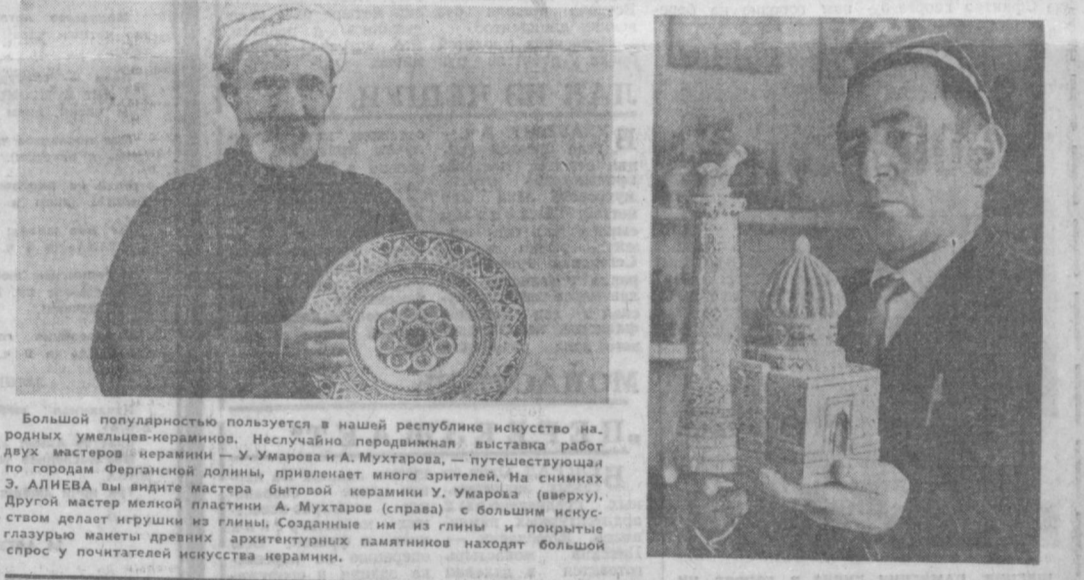 Большой популярностью пользуется в нашей республике искусство на.
родных умельцев-керамиков. Неслучайно передвижная выставка работ
двух мастеров керамики — У. Умарова и А. Мухтарова, — путешествующая
по городам Ферганской долины, привлекает много зрителей. На снимках
Э. АЛИЕВА вы видите мастера бытовой керамики У. Умарова (вверху).
Другой мастер мелкой пластики А. Мухтаров (справа) с большим искус-
ством делает игрушки из глины. Созданные им из глины и покрытые
глазурью макеты древних архитектурных памятников находят большой
спрос у почитателей искусства керамики.